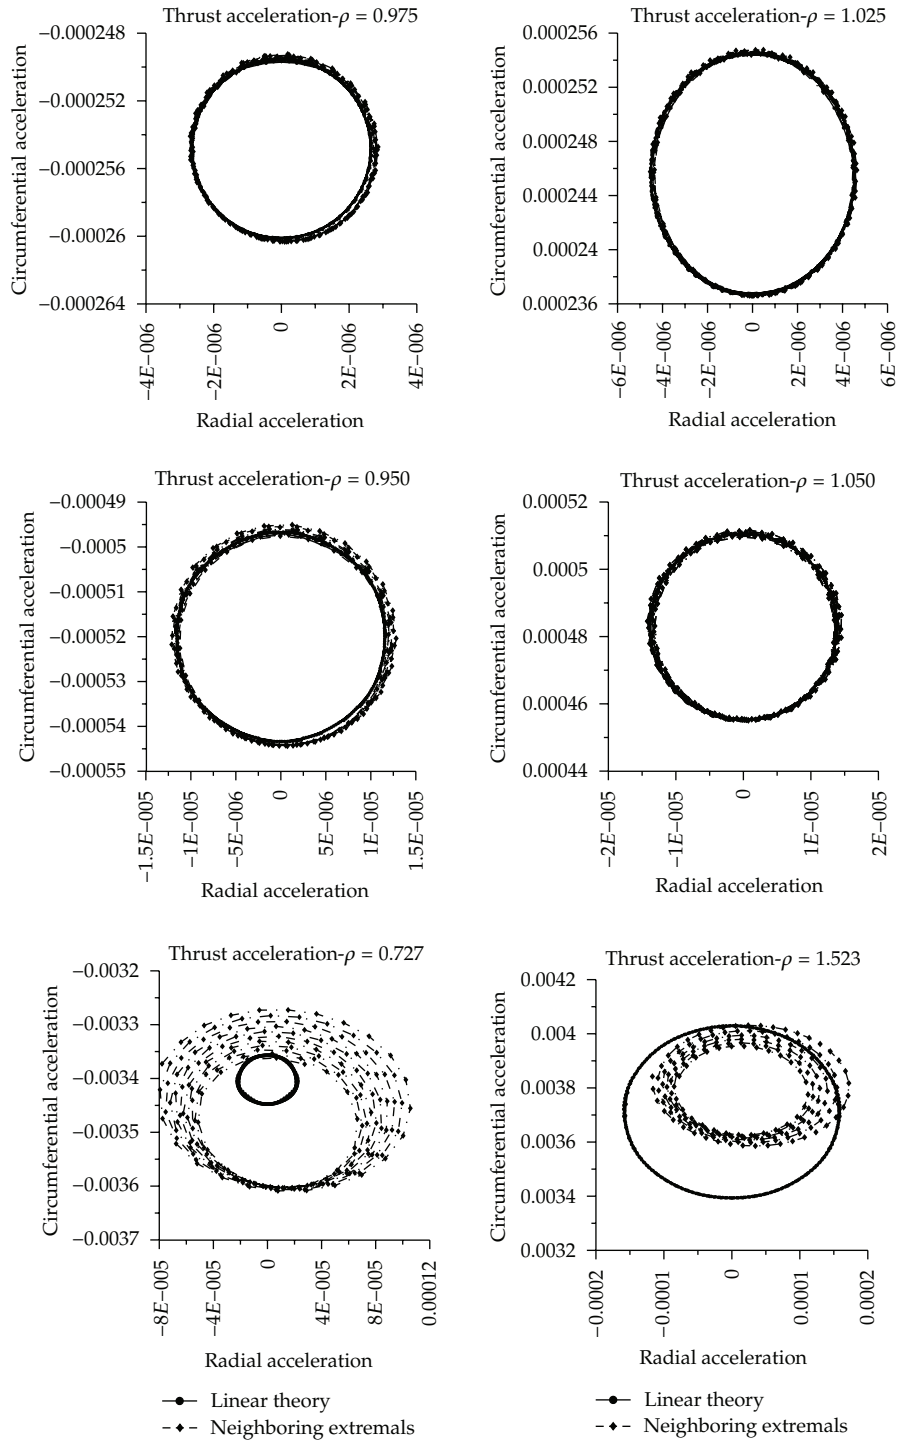 Thrust acceleration-ρ = 0.975
Circumferential acceleration
−0.000248
−0.000252
−0.000256
−0.00026
−0.000264
−4E−006
−2E−006
0
2E−006
4E−006
Radial acceleration
Thrust acceleration-ρ = 1.025
Circumferential acceleration
0.000256
0.000252
0.000248
0.000244
0.00024
0.000236
−6E−006
−4E−006
−2E−006
0
2E−006
4E−006
6E−006
Radial acceleration
Thrust acceleration-ρ = 0.950
Circumferential acceleration
−0.00049
−0.0005
−0.00051
−0.00052
−0.00053
−0.00054
−0.00055
−1.5E−005
−1E−005
−5E−006
0
5E−006
1E−005
1.5E−005
Radial acceleration
Thrust acceleration-ρ = 1.050
Circumferential acceleration
0.00052
0.0005
0.00048
0.00046
0.00044
−2E−005
−1E−005
0
1E−005
2E−005
Radial acceleration
Thrust acceleration-ρ = 0.727
Circumferential acceleration
−0.0032
−0.0033
−0.0034
−0.0035
−0.0036
−0.0037
−8E−005
−4E−005
0
4E−005
8E−005
0.00012
Radial acceleration
Linear theory
Neighboring extremals
Thrust acceleration-ρ = 1.523
Circumferential acceleration
0.0042
0.004
0.0038
0.0036
0.0034
0.0032
−0.0002
−0.0001
0
0.0001
0.0002
Radial acceleration
Linear theory
Neighboring extremals